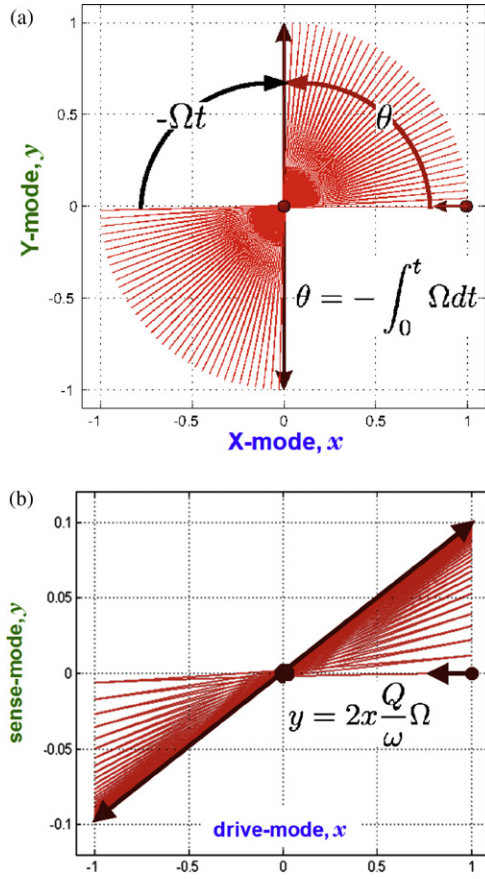 (a)
1
0.5
0
-0.5
-1
Y-mode, y
-Ωt
θ
θ = -∫₀ᵗ Ωdt
-1
-0.5
0
0.5
1
X-mode, x
(b)
0.1
0.05
0
-0.05
-0.1
sense-mode, y
y = 2x Q/ω Ω
drive-mode, x
-1
-0.5
0
0.5
1